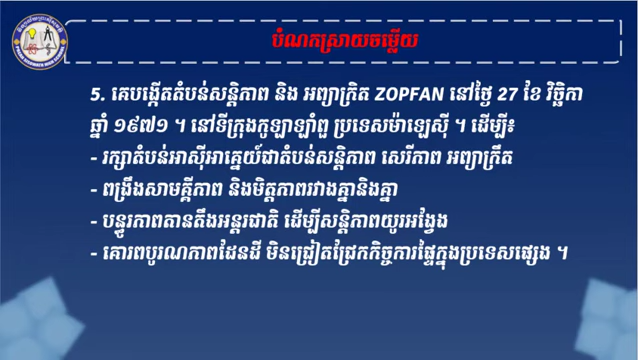 បំណកស្រាយចម្លើយ
5. គេបង្កើតតំបន់សន្តិភាព និង អព្យាក្រិត ZOPFAN នៅថ្ងៃ 27 ខែ វិច្ឆិកា
ឆ្នាំ ១៩៧១ ។ នៅទីក្រុងកូឡាឡាំពួ ប្រទេសម៉ាឡេស៊ី ។ ដើម្បី៖
- រក្សាតំបន់អាស៊ីអាគ្នេយ៍ជាតំបន់សន្តិភាព សេរីភាព អព្យាក្រឹត
- ពង្រឹងសាមគ្គីភាព និងមិត្តភាពរវាងគ្នានិងគ្នា
- បន្ធូរភាពតានតឹងអន្តរជាតិ ដើម្បីសន្តិភាពយូរអង្វែង
- គោរពបូរណភាពដែនដី មិនជ្រៀតជ្រែកកិច្ចការផ្ទៃក្នុងប្រទេសផ្សេង ។